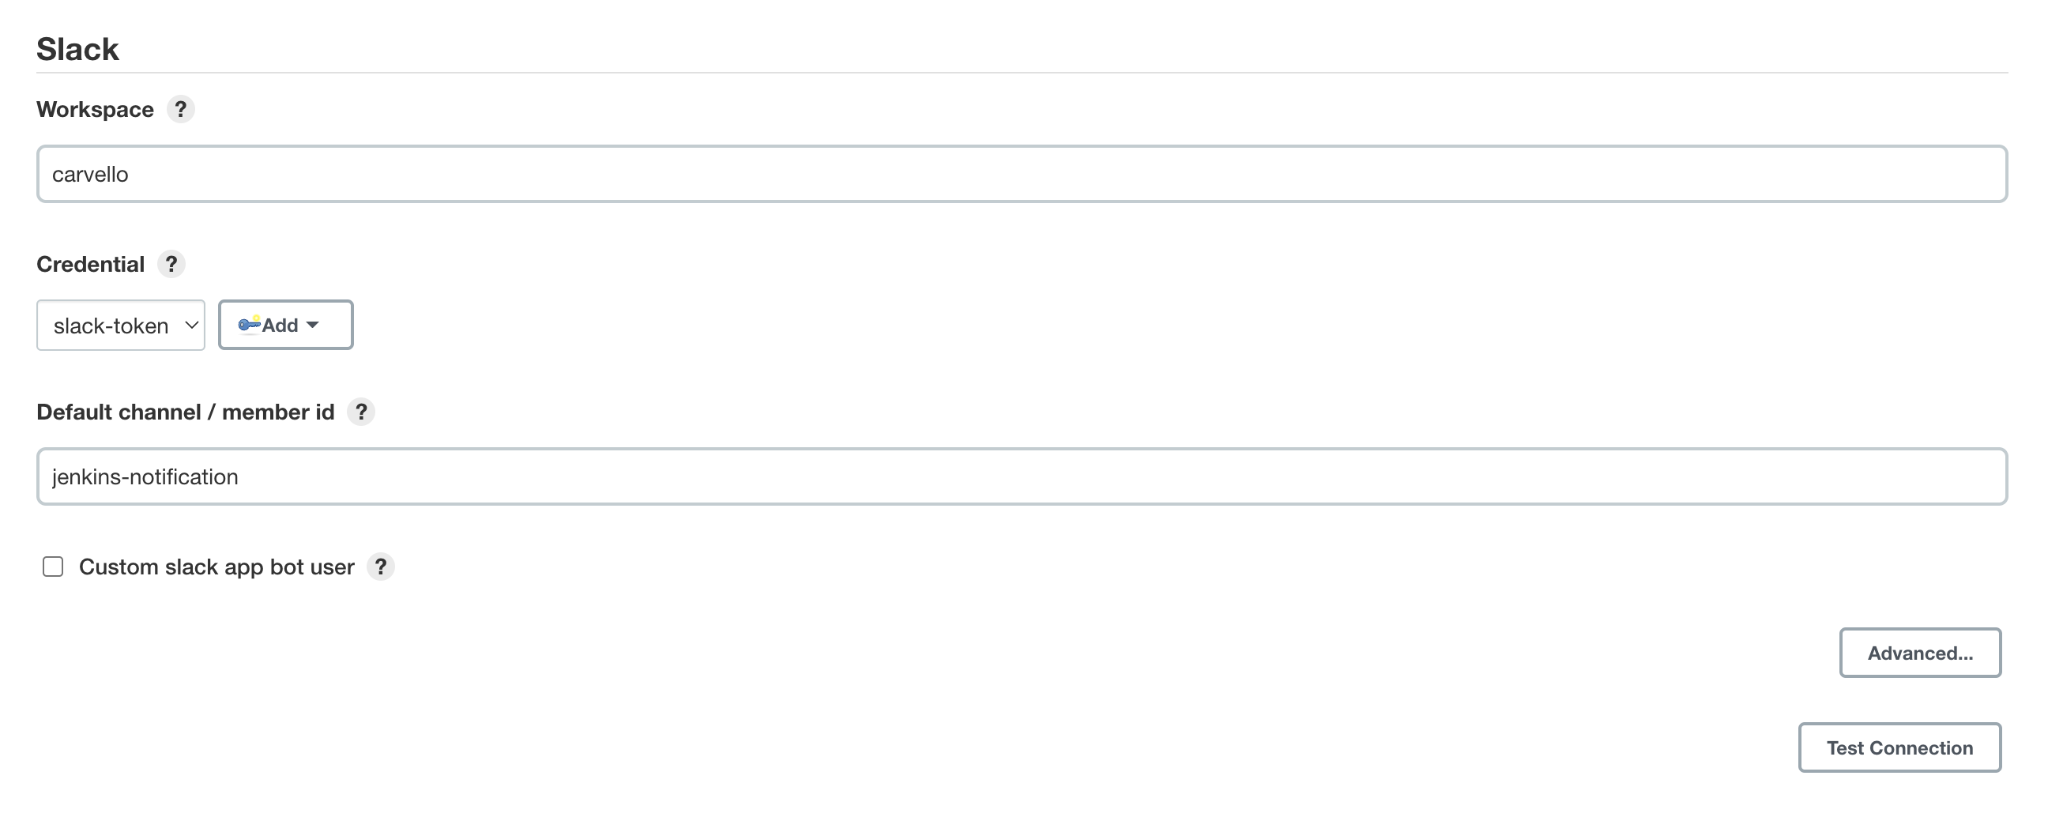 Slack
Workspace ?
carvello
Credential ?
slack-token
Add
Default channel / member id ?
jenkins-notification
Custom slack app bot user ?
Advanced...
Test Connection